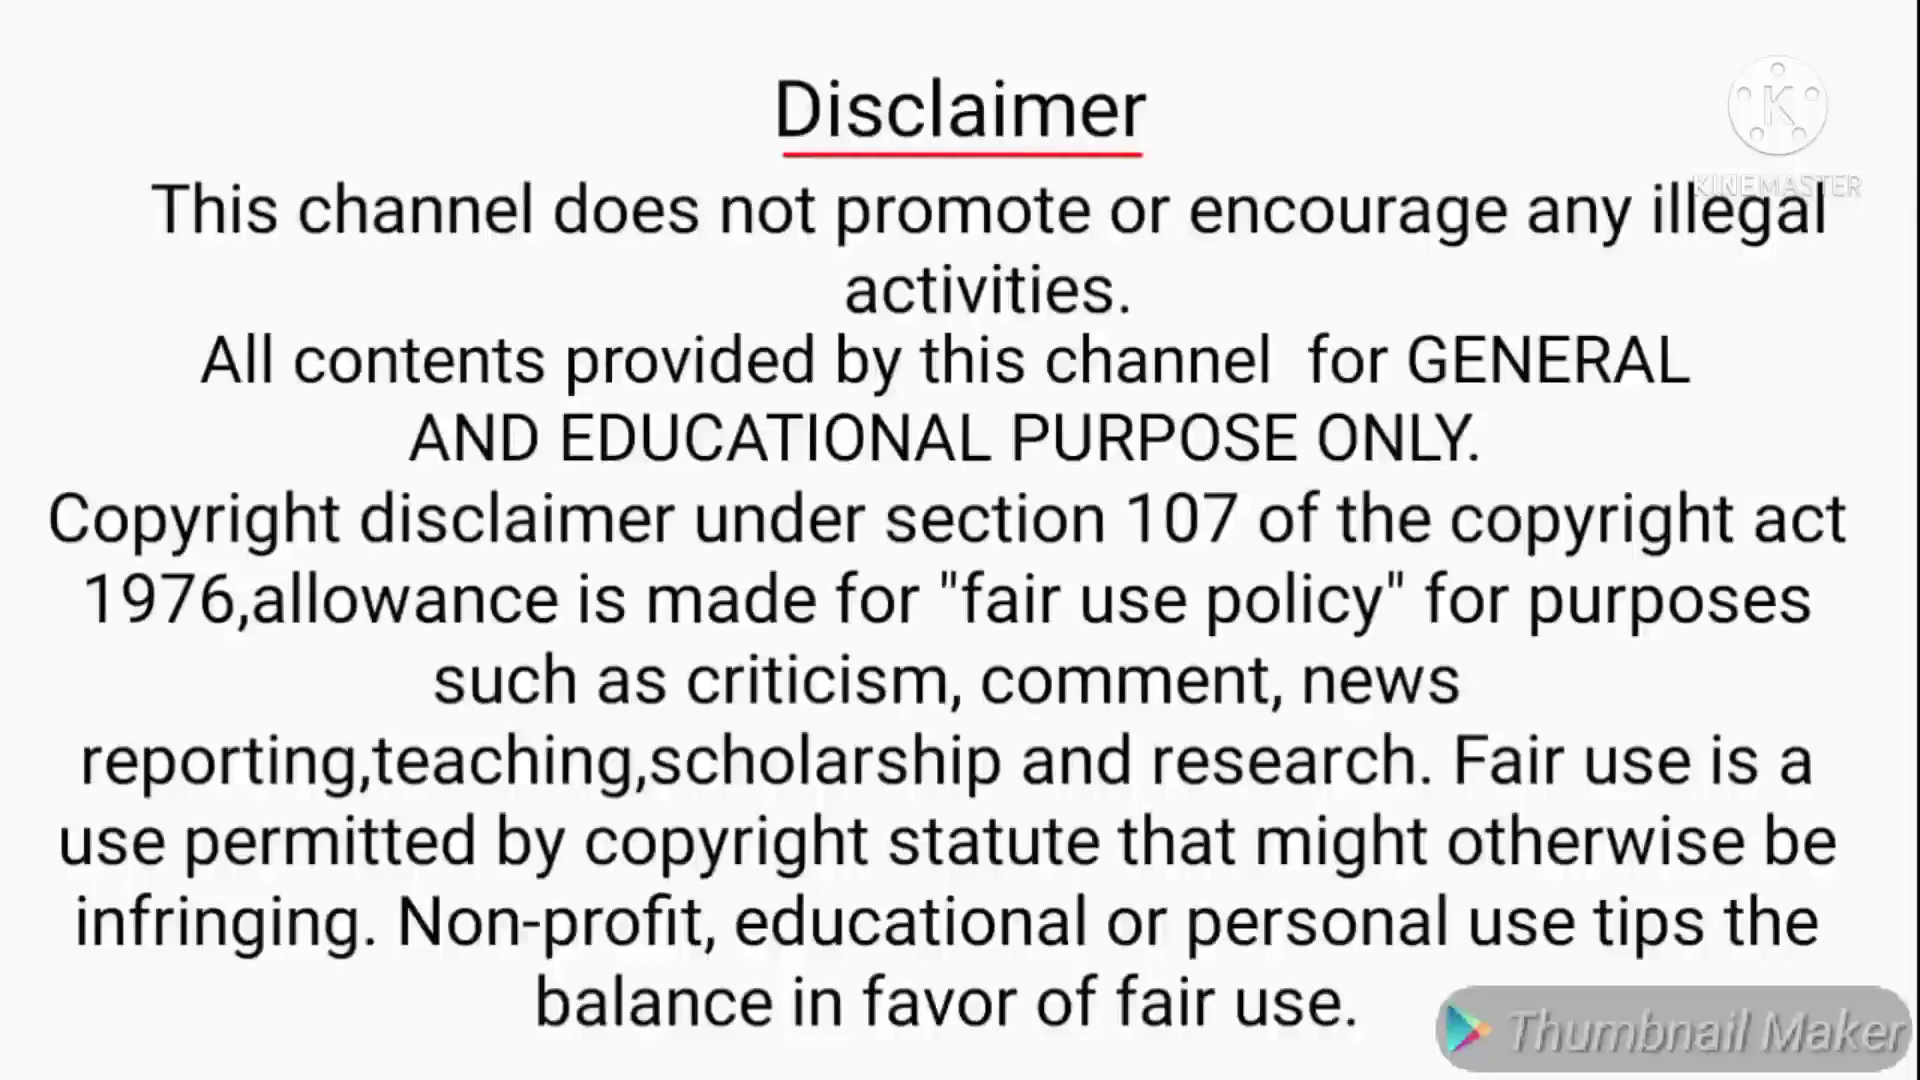 Disclaimer
KINEMASTER
This channel does not promote or encourage any illegal
activities.
All contents provided by this channel  for GENERAL
AND EDUCATIONAL PURPOSE ONLY.
Copyright disclaimer under section 107 of the copyright act
1976,allowance is made for "fair use policy" for purposes
such as criticism, comment, news
reporting,teaching,scholarship and research. Fair use is a
use permitted by copyright statute that might otherwise be
infringing. Non-profit, educational or personal use tips the
balance in favor of fair use.
Thumbnail Maker